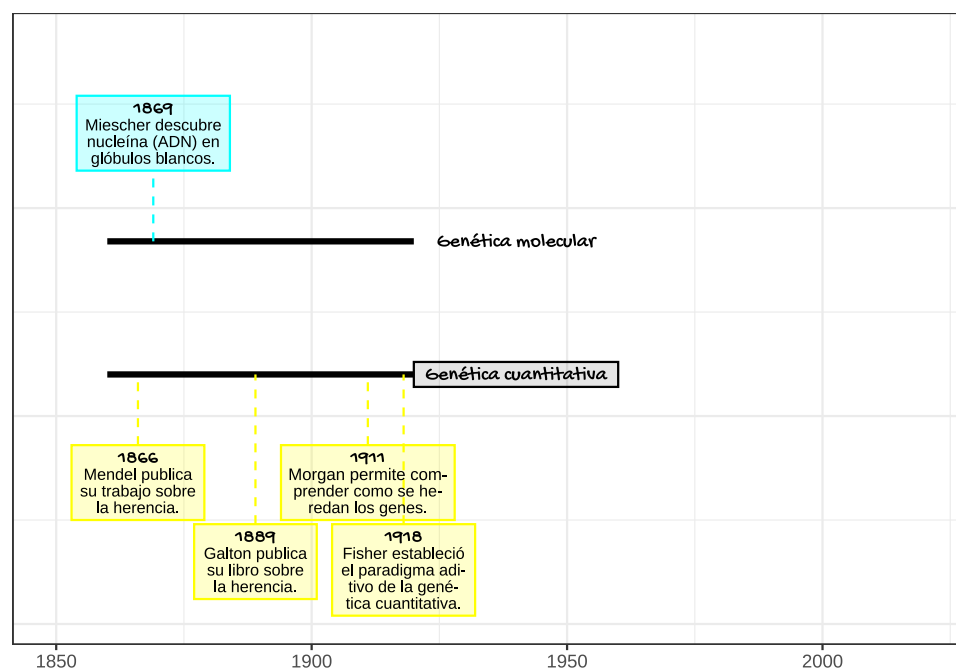 1869
Miescher descubre
nucleína (ADN) en
glóbulos blancos.
Genética molecular
Genética cuantitativa
1866
Mendel publica
su trabajo sobre
la herencia.
1911
Morgan permite com-
prender como se he-
redan los genes.
1889
Galton publica
su libro sobre
la herencia.
1918
Fisher estableció
el paradigma adi-
tivo de la gené-
tica cuantitativa.
1850
1900
1950
2000